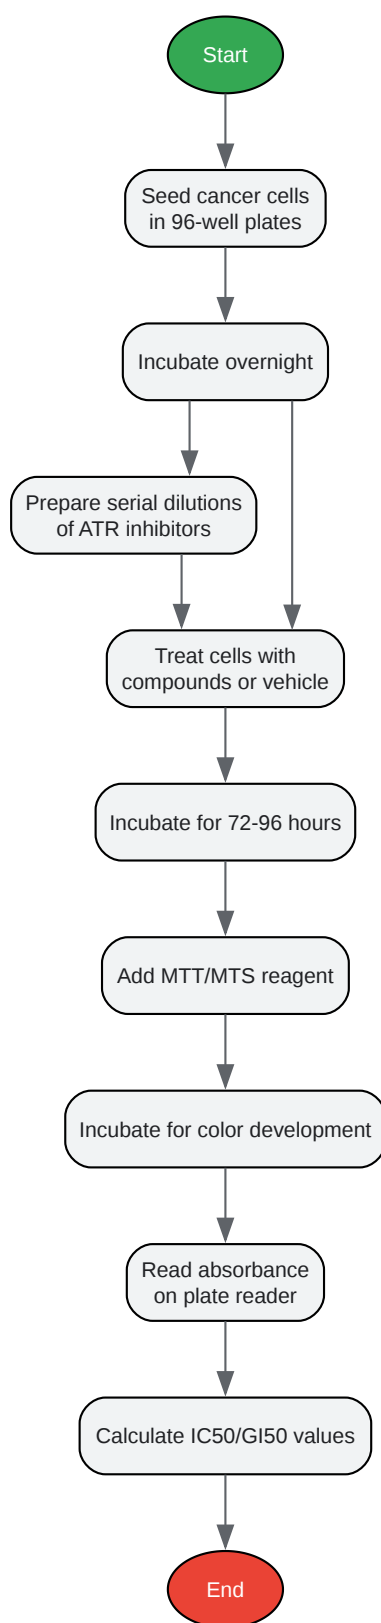 Start
Seed cancer cells
in 96-well plates
Incubate overnight
Prepare serial dilutions
of ATR inhibitors
Treat cells with
compounds or vehicle
Incubate for 72-96 hours
Add MTT/MTS reagent
Incubate for color development
Read absorbance
on plate reader
Calculate IC50/GI50 values
End